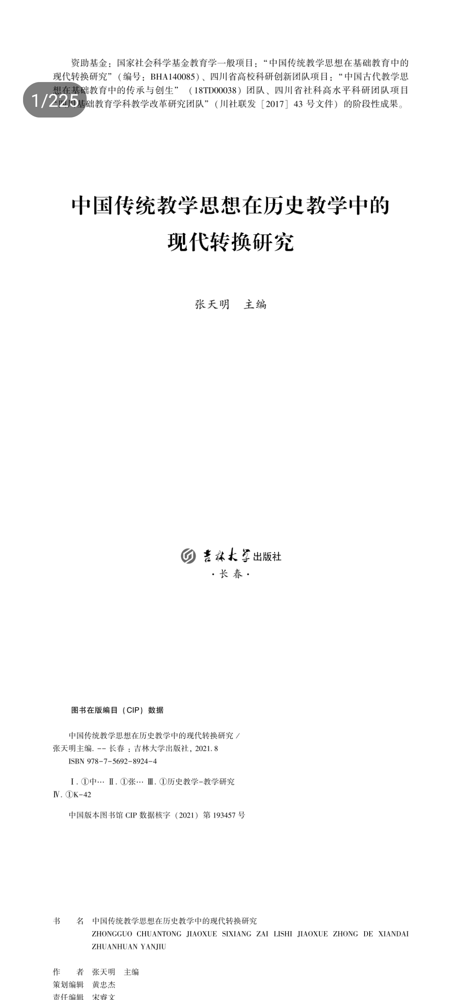 资助基金：国家社会科学基金教育学一般项目：“中国传统教学思想在基础教育中的
现代转换研究”（编号：BHA140085）、四川省高校科研创新团队项目：“中国古代教学思
想在基础教育中的传承与创生”（18TD00038）团队、四川省社科高水平科研团队项目
“四川基础教育学科教学改革研究团队”（川社联发［2017］43 号文件）的阶段性成果。
1/225
中国传统教学思想在历史教学中的
现代转换研究
张天明 主编
吉林大学出版社
·长 春·
图书在版编目（CIP）数据
中国传统教学思想在历史教学中的现代转换研究 /
张天明主编. -- 长春：吉林大学出版社，2021.8
ISBN 978-7-5692-8924-4
Ⅰ.①中… Ⅱ.①张… Ⅲ.①历史教学-教学研究
Ⅳ.①K-42
中国版本图书馆 CIP 数据核字（2021）第 193457 号
书 名 中国传统教学思想在历史教学中的现代转换研究
ZHONGGUO CHUANTONG JIAOXUE SIXIANG ZAI LISHI JIAOXUE ZHONG DE XIANDAI
ZHUANHUAN YANJIU
作 者 张天明 主编
策划编辑 黄忠杰
责任编辑 宋睿文